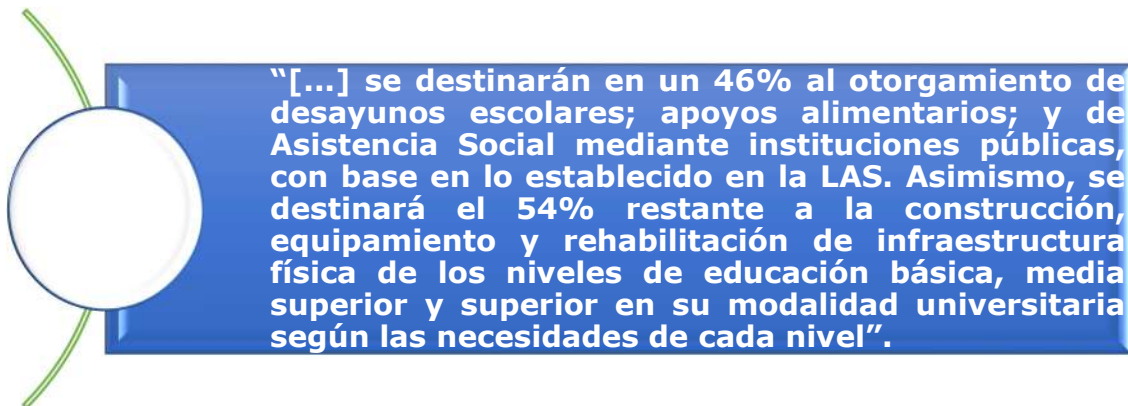 “[...] se destinarán en un 46% al otorgamiento de
desayunos escolares; apoyos alimentarios; y de
Asistencia Social mediante instituciones públicas,
con base en lo establecido en la LAS. Asimismo, se
destinará el 54% restante a la construcción,
equipamiento y rehabilitación de infraestructura
física de los niveles de educación básica, media
superior y superior en su modalidad universitaria
según las necesidades de cada nivel”.